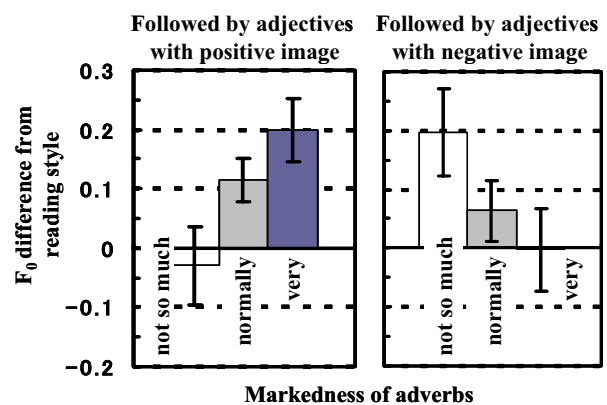 Followed by adjectives
with positive image
Followed by adjectives
with negative image
F0 difference from
reading style
0.3
0.2
0.1
0
-0.1
-0.2
not so much
normally
very
not so much
normally
very
Markedness of adverbs